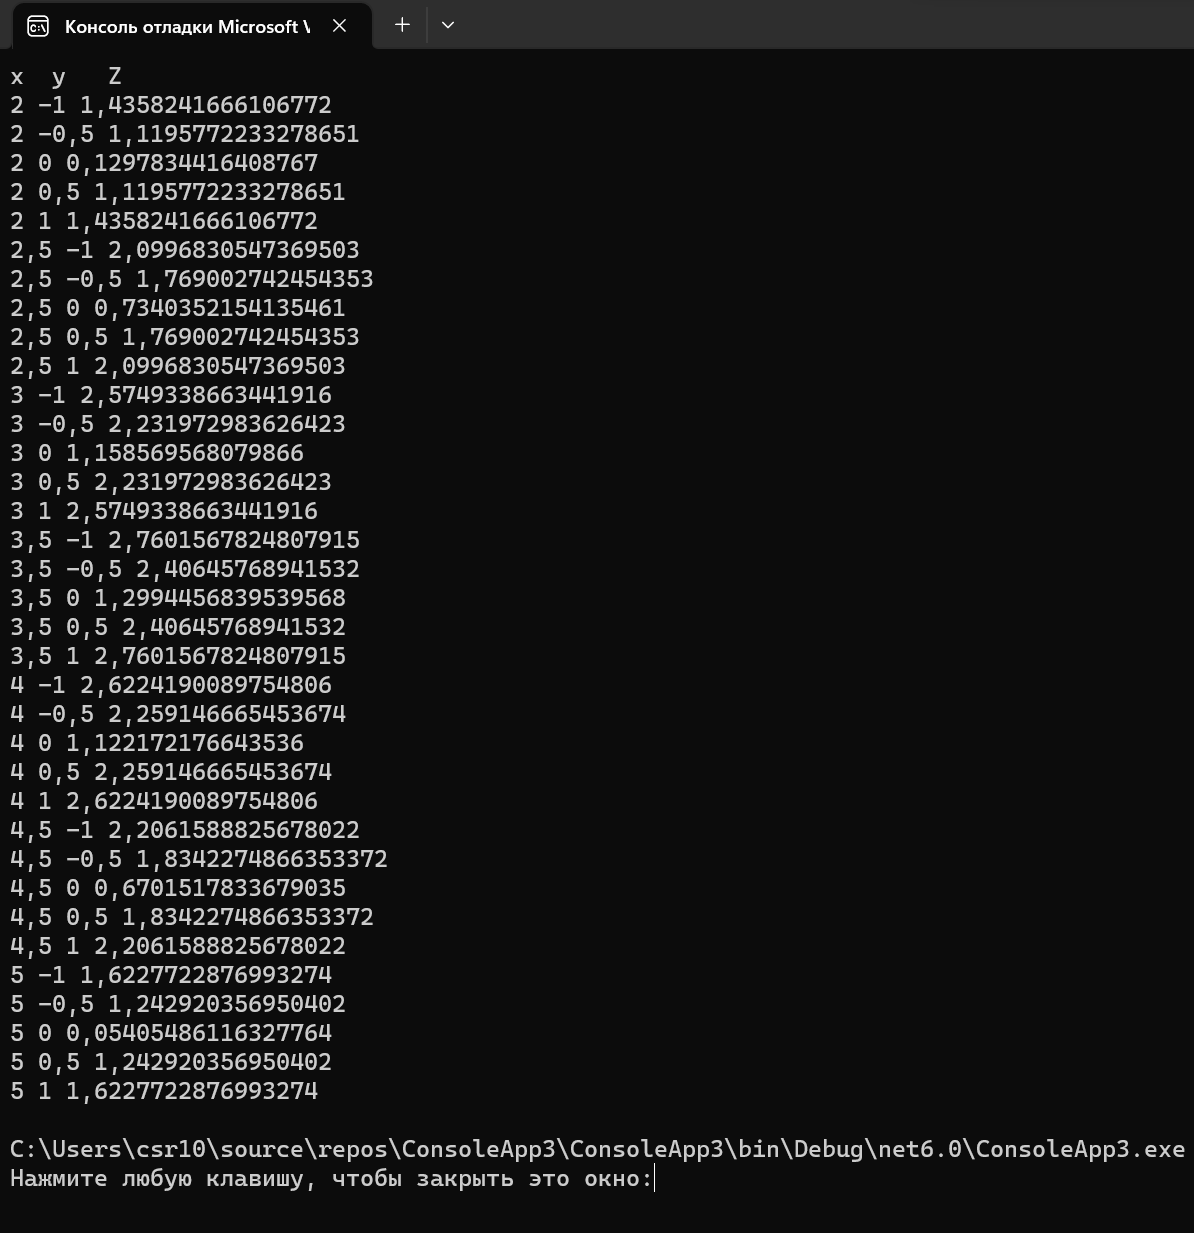 Консоль отладки Microsoft V
x  y   Z
2 -1 1,4358241666106772
2 -0,5 1,1195772233278651
2 0 0,1297834416408767
2 0,5 1,1195772233278651
2 1 1,4358241666106772
2,5 -1 2,0996830547369503
2,5 -0,5 1,769002742454353
2,5 0 0,7340352154135461
2,5 0,5 1,769002742454353
2,5 1 2,0996830547369503
3 -1 2,5749338663441916
3 -0,5 2,231972983626423
3 0 1,158569568079866
3 0,5 2,231972983626423
3 1 2,5749338663441916
3,5 -1 2,7601567824807915
3,5 -0,5 2,40645768941532
3,5 0 1,2994456839539568
3,5 0,5 2,40645768941532
3,5 1 2,7601567824807915
4 -1 2,6224190089754806
4 -0,5 2,259146665453674
4 0 1,122172176643536
4 0,5 2,259146665453674
4 1 2,6224190089754806
4,5 -1 2,2061588825678022
4,5 -0,5 1,8342274866353372
4,5 0 0,6701517833679035
4,5 0,5 1,8342274866353372
4,5 1 2,2061588825678022
5 -1 1,6227722876993274
5 -0,5 1,242920356950402
5 0 0,05405486116327764
5 0,5 1,242920356950402
5 1 1,6227722876993274
C:\Users\csr10\source\repos\ConsoleApp3\ConsoleApp3\bin\Debug\net6.0\ConsoleApp3.exe
Нажмите любую клавишу, чтобы закрыть это окно: